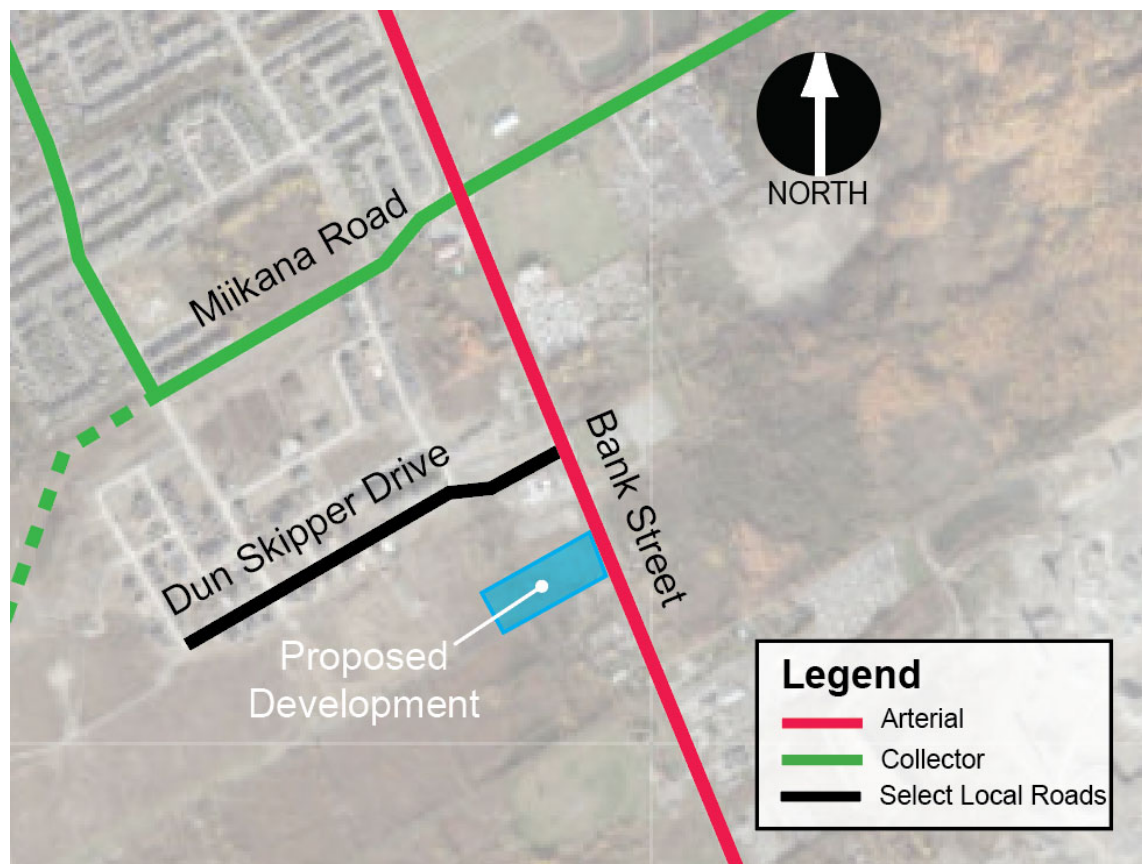 NORTH
Miikana Road
Bank Street
Dun Skipper Drive
Proposed
Development
Legend
Arterial
Collector
Select Local Roads